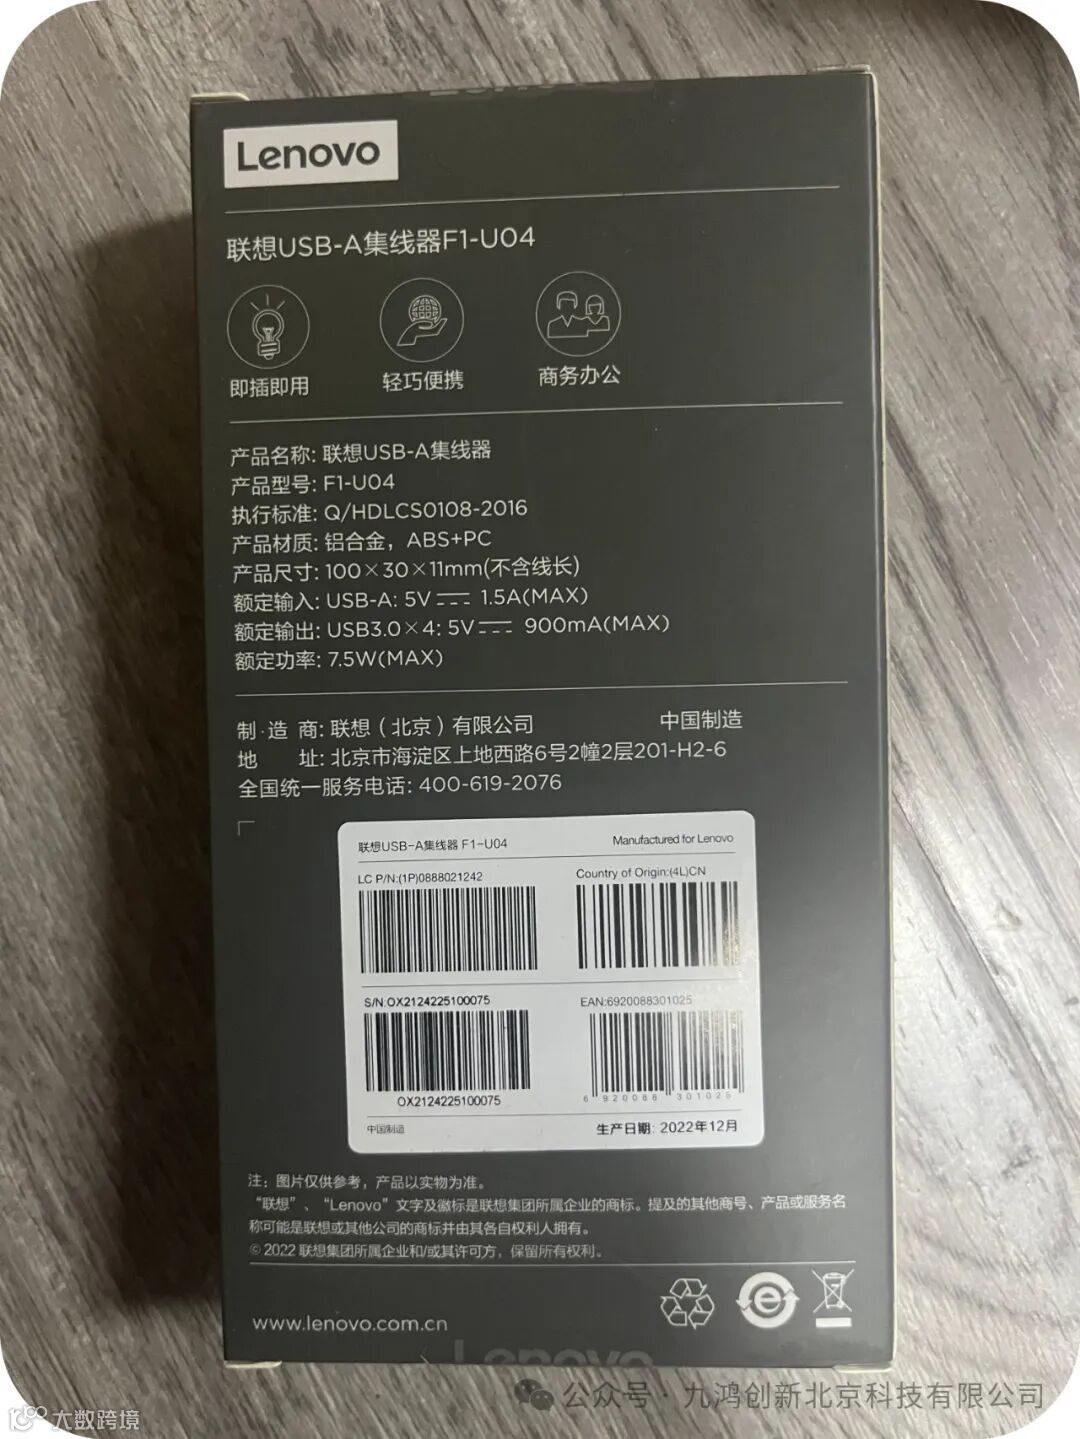 Lenovo
联想USB-A集线器F1-U04
即插即用 轻巧便携 商务办公
产品名称: 联想USB-A集线器
产品型号: F1-U04
执行标准: Q/HDLCS0108-2016
产品材质: 铝合金，ABS+PC
产品尺寸: 100×30×11mm(不含线长)
额定输入: USB-A: 5V⎓ 1.5A(MAX)
额定输出: USB3.0×4: 5V⎓ 900mA(MAX)
额定功率: 7.5W(MAX)
制·造 商: 联想（北京）有限公司 中国制造
地 址: 北京市海淀区上地西路6号2幢2层201-H2-6
全国统一服务电话: 400-619-2076
联想USB-A集线器 F1-U04 Manufactured for Lenovo
LC P/N:(1P)0888021242 Country of Origin:(4L)CN
S/N:OX2124225100075 EAN:6920088301025
OX2124225100075 6 920088 301025
中国制造 生产日期: 2022年12月
注：图片仅供参考，产品以实物为准。
“联想”、“Lenovo”文字及徽标是联想集团所属企业的商标。提及的其他商号、产品或服务名
称可能是联想或其他公司的商标并由其各自权利人拥有。
©2022 联想集团所属企业和/或其许可方，保留所有权利。
www.lenovo.com.cn
Lenovo
公众号·九鸿创新北京科技有限公司
大数跨境